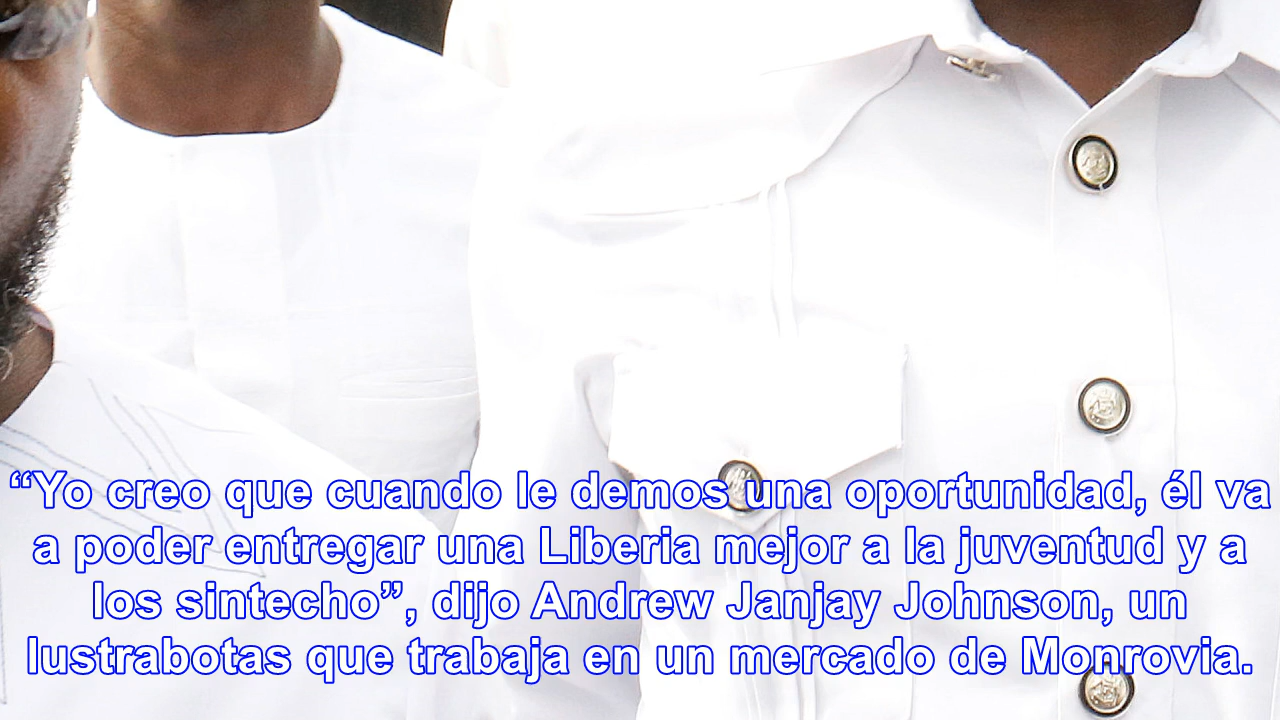 “Yo creo que cuando le demos una oportunidad, él va
a poder entregar una Liberia mejor a la juventud y a
los sintecho”, dijo Andrew Janjay Johnson, un
lustrabotas que trabaja en un mercado de Monrovia.